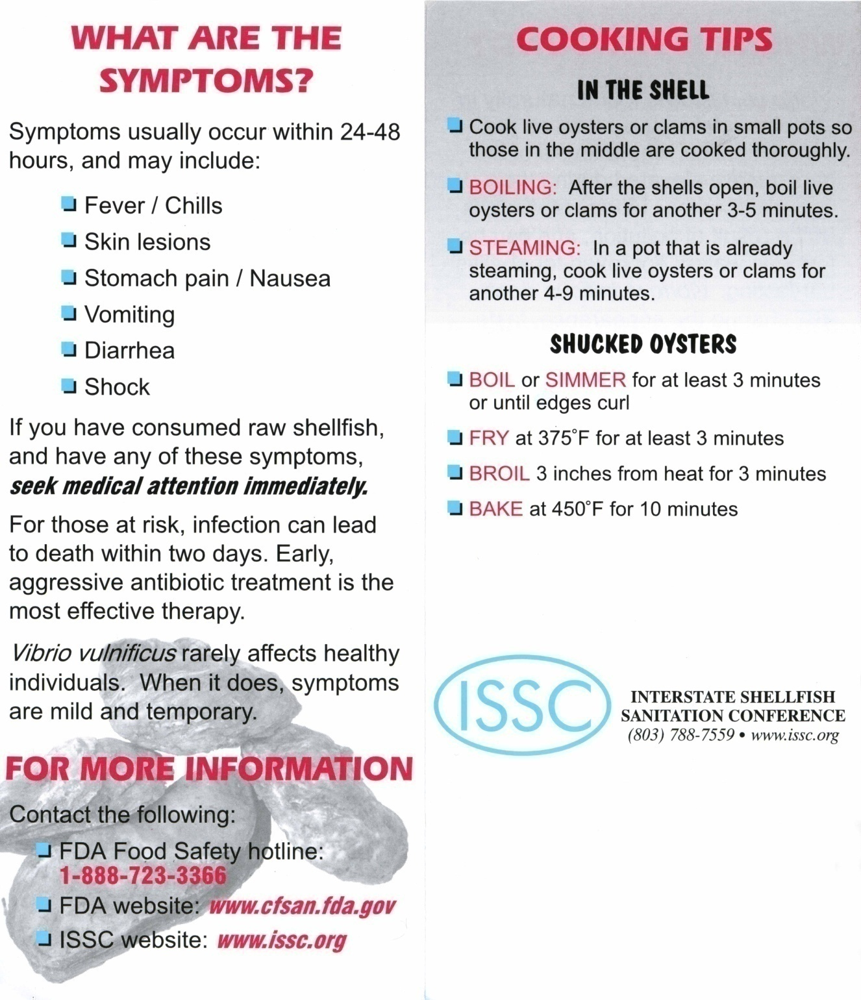 WHAT ARE THE
SYMPTOMS?
Symptoms usually occur within 24-48
hours, and may include:
Fever / Chills
Skin lesions
Stomach pain / Nausea
Vomiting
Diarrhea
Shock
If you have consumed raw shellfish,
and have any of these symptoms,
seek medical attention immediately.
For those at risk, infection can lead
to death within two days. Early,
aggressive antibiotic treatment is the
most effective therapy.
Vibrio vulnificus rarely affects healthy
individuals. When it does, symptoms
are mild and temporary.
FOR MORE INFORMATION
Contact the following:
FDA Food Safety hotline:
1-888-723-3366
FDA website: www.cfsan.fda.gov
ISSC website: www.issc.org
COOKING TIPS
IN THE SHELL
Cook live oysters or clams in small pots so
those in the middle are cooked thoroughly.
BOILING: After the shells open, boil live
oysters or clams for another 3-5 minutes.
STEAMING: In a pot that is already
steaming, cook live oysters or clams for
another 4-9 minutes.
SHUCKED OYSTERS
BOIL or SIMMER for at least 3 minutes
or until edges curl
FRY at 375°F for at least 3 minutes
BROIL 3 inches from heat for 3 minutes
BAKE at 450°F for 10 minutes
ISSC
INTERSTATE SHELLFISH
SANITATION CONFERENCE
(803) 788-7559 • www.issc.org